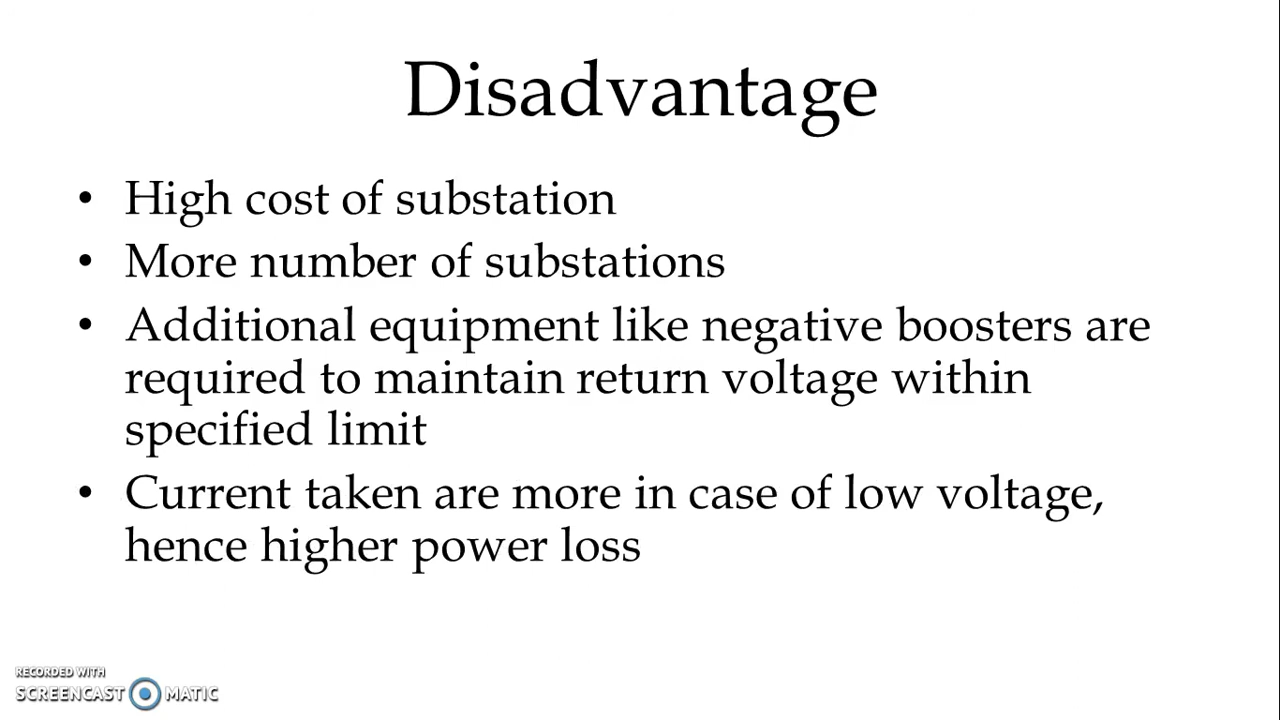 Disadvantage
• High cost of substation
• More number of substations
• Additional equipment like negative boosters are
required to maintain return voltage within
specified limit
• Current taken are more in case of low voltage,
hence higher power loss
RECORDED WITH
SCREENCAST MATIC